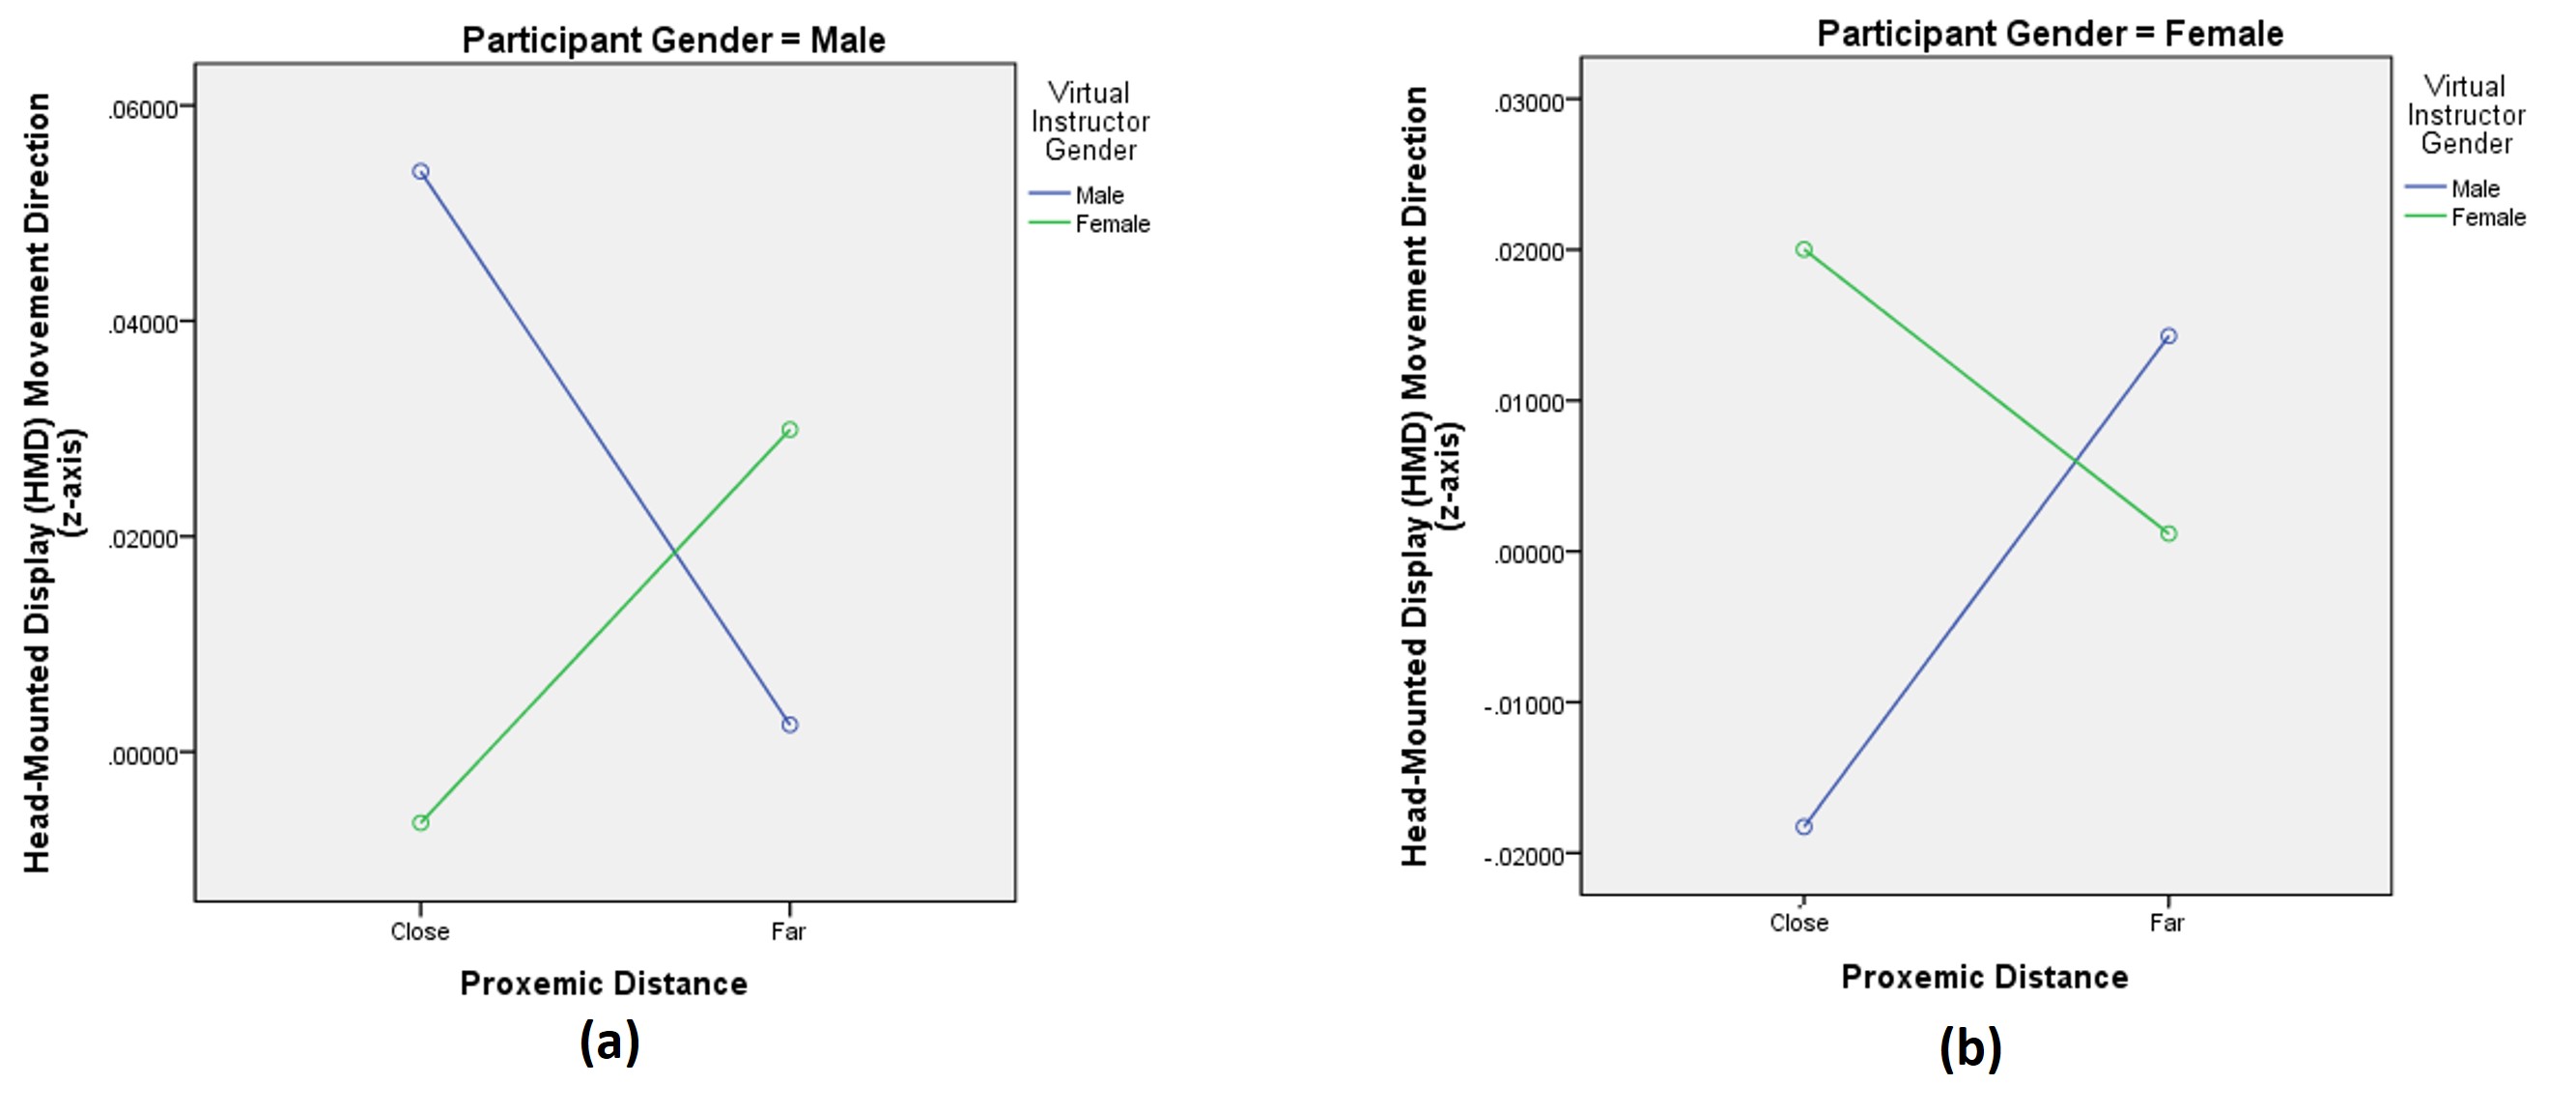 Participant Gender = Male
Head-Mounted Display (HMD) Movement Direction
(z-axis)
.06000
.04000
.02000
.00000
Close
Far
Proxemic Distance
Virtual
Instructor
Gender
Male
Female
(a)
Participant Gender = Female
Head-Mounted Display (HMD) Movement Direction
(z-axis)
.03000
.02000
.01000
.00000
-.01000
-.02000
Close
Far
Proxemic Distance
Virtual
Instructor
Gender
Male
Female
(b)